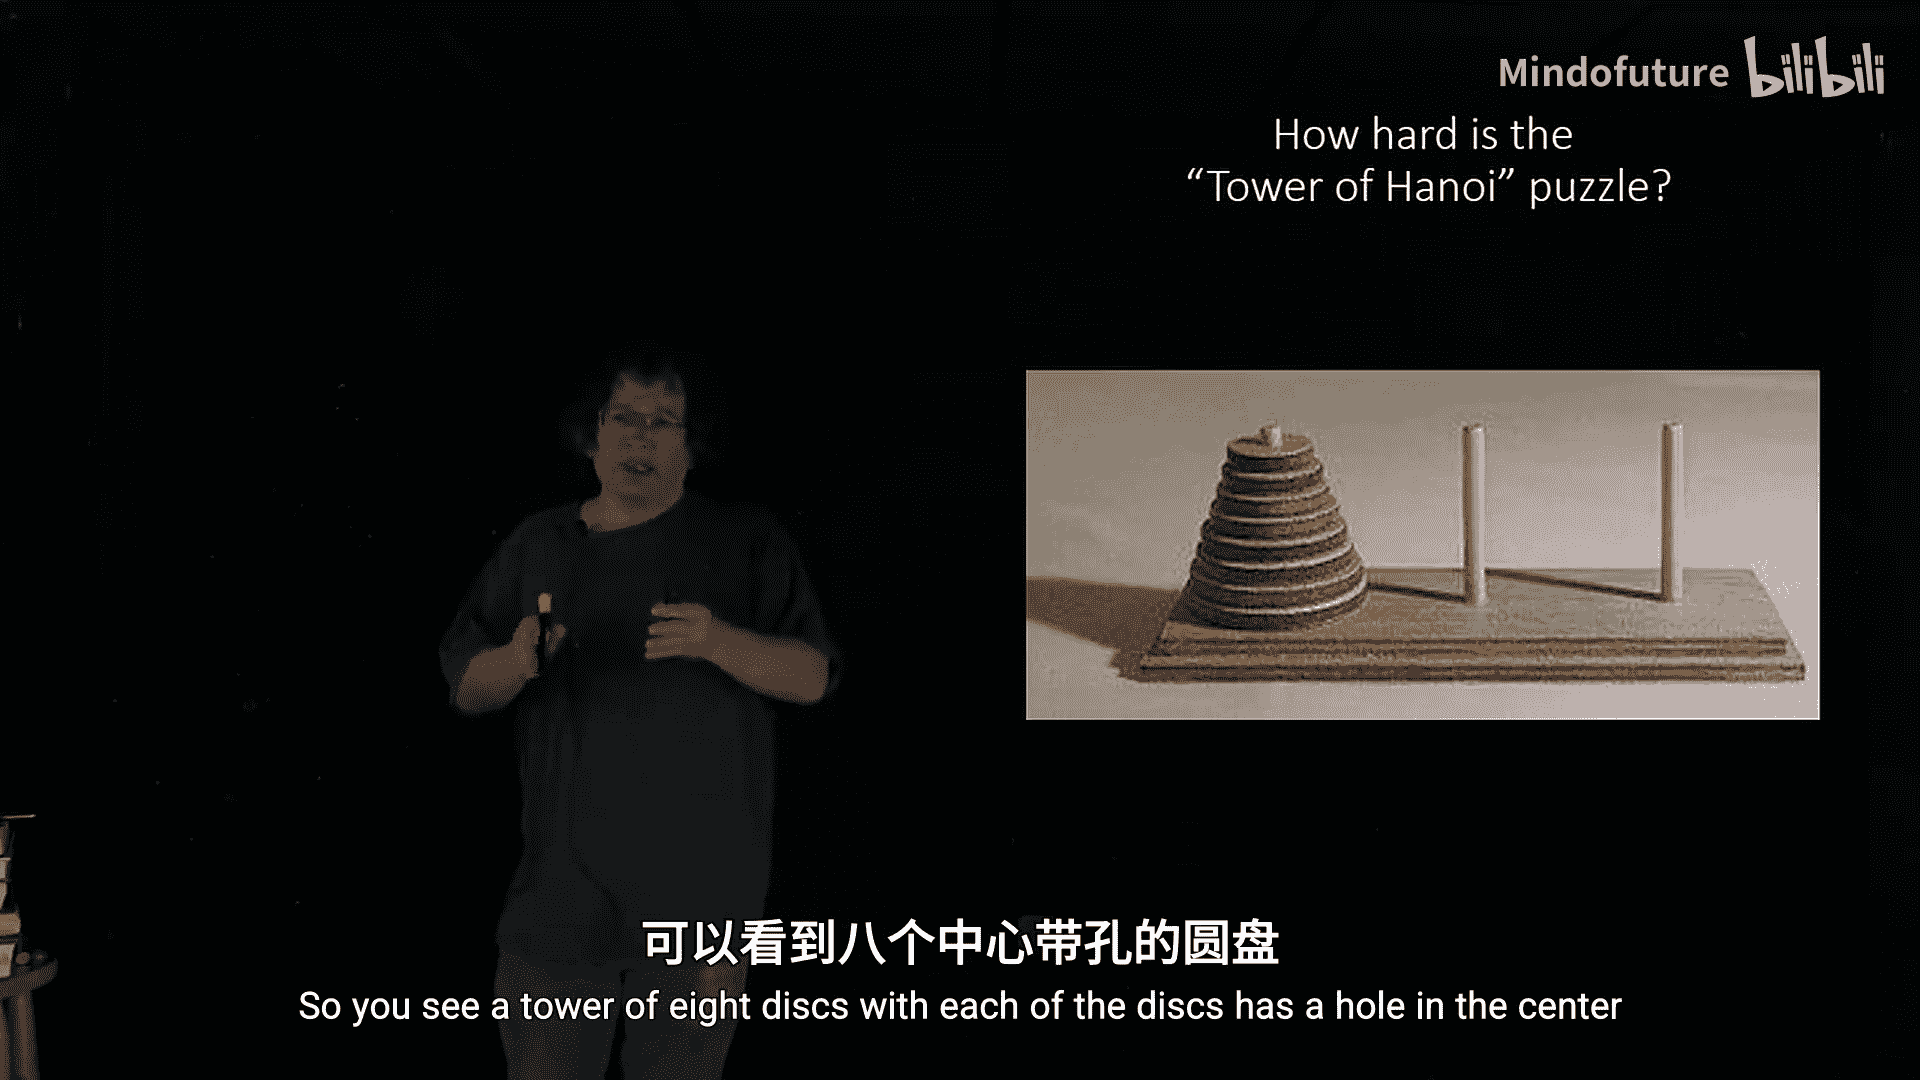 Mindofuture bilibili
How hard is the
“Tower of Hanoi” puzzle?
可以看到八个中心带孔的圆盘
So you see a tower of eight discs with each of the discs has a hole in the center